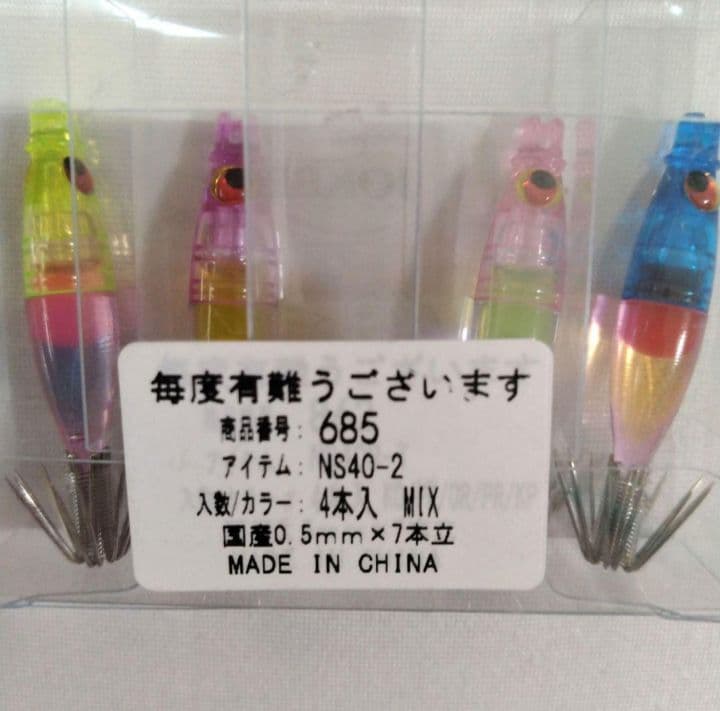 毎度有難うございます
商品番号: 685
アイテム: NS40-2
入数/カラー: 4本入 MIX
国産0.5mm×7本立
MADE IN CHINA